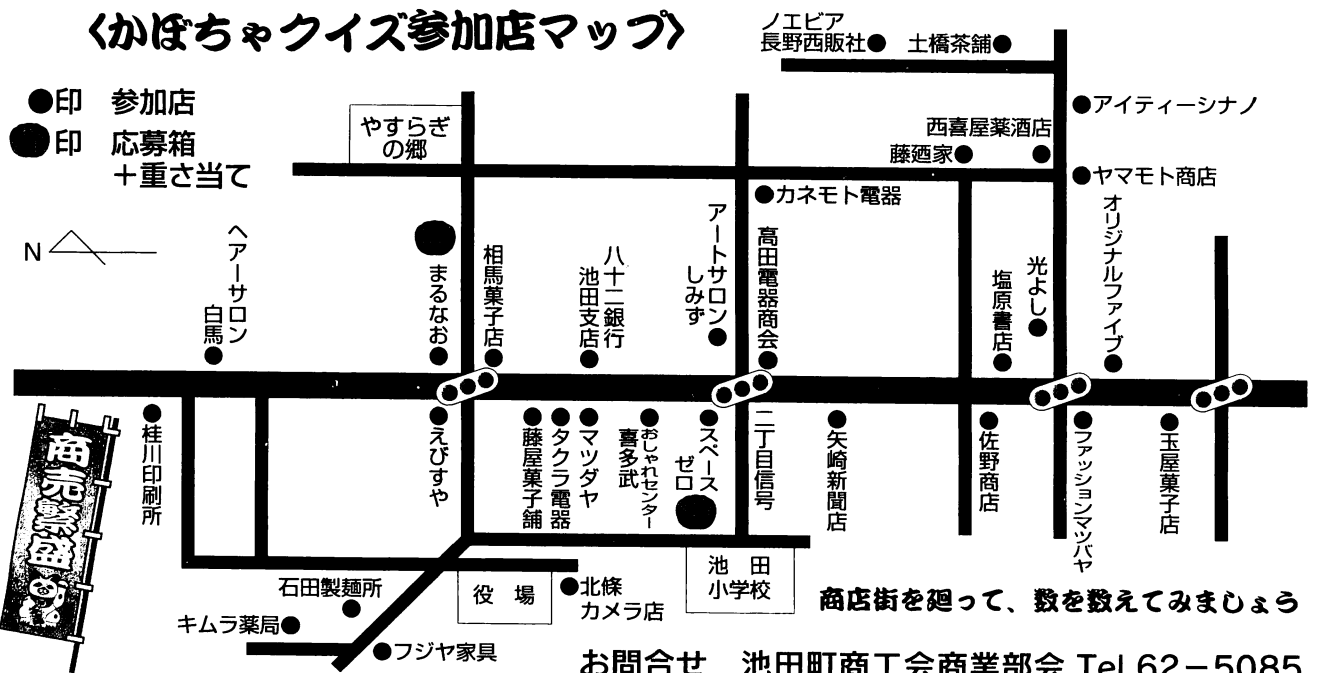 〈かぼちゃクイズ参加店マップ〉
●印 参加店
●印 応募箱
＋重さ当て
N
ノエビア
長野西販社●
土橋茶舗●
●アイティーシナノ
西喜屋薬酒店
藤廼家●
●ヤマモト商店
やすらぎ
の郷
●カネモト電器
ヘアーサロン
白馬
まるなお
相馬菓子店
八十二銀行
池田支店
アートサロン
しみず
高田電器商会
塩原書店
光よし
オリジナルファイブ
桂川印刷所
えびすや
藤屋菓子舗
タクラ電器
マツダヤ
おしゃれセンター
喜多武
スペース
ゼロ
二丁目信号
矢崎新聞店
佐野商店
ファッションマツバヤ
玉屋菓子店
商売繁盛
石田製麺所
キムラ薬局●
●フジヤ家具
役 場
●北條
カメラ店
池 田
小学校
商店街を廻って、数を数えてみましょう
お問合せ 池田町商工会商業部会 Tel 62－5085